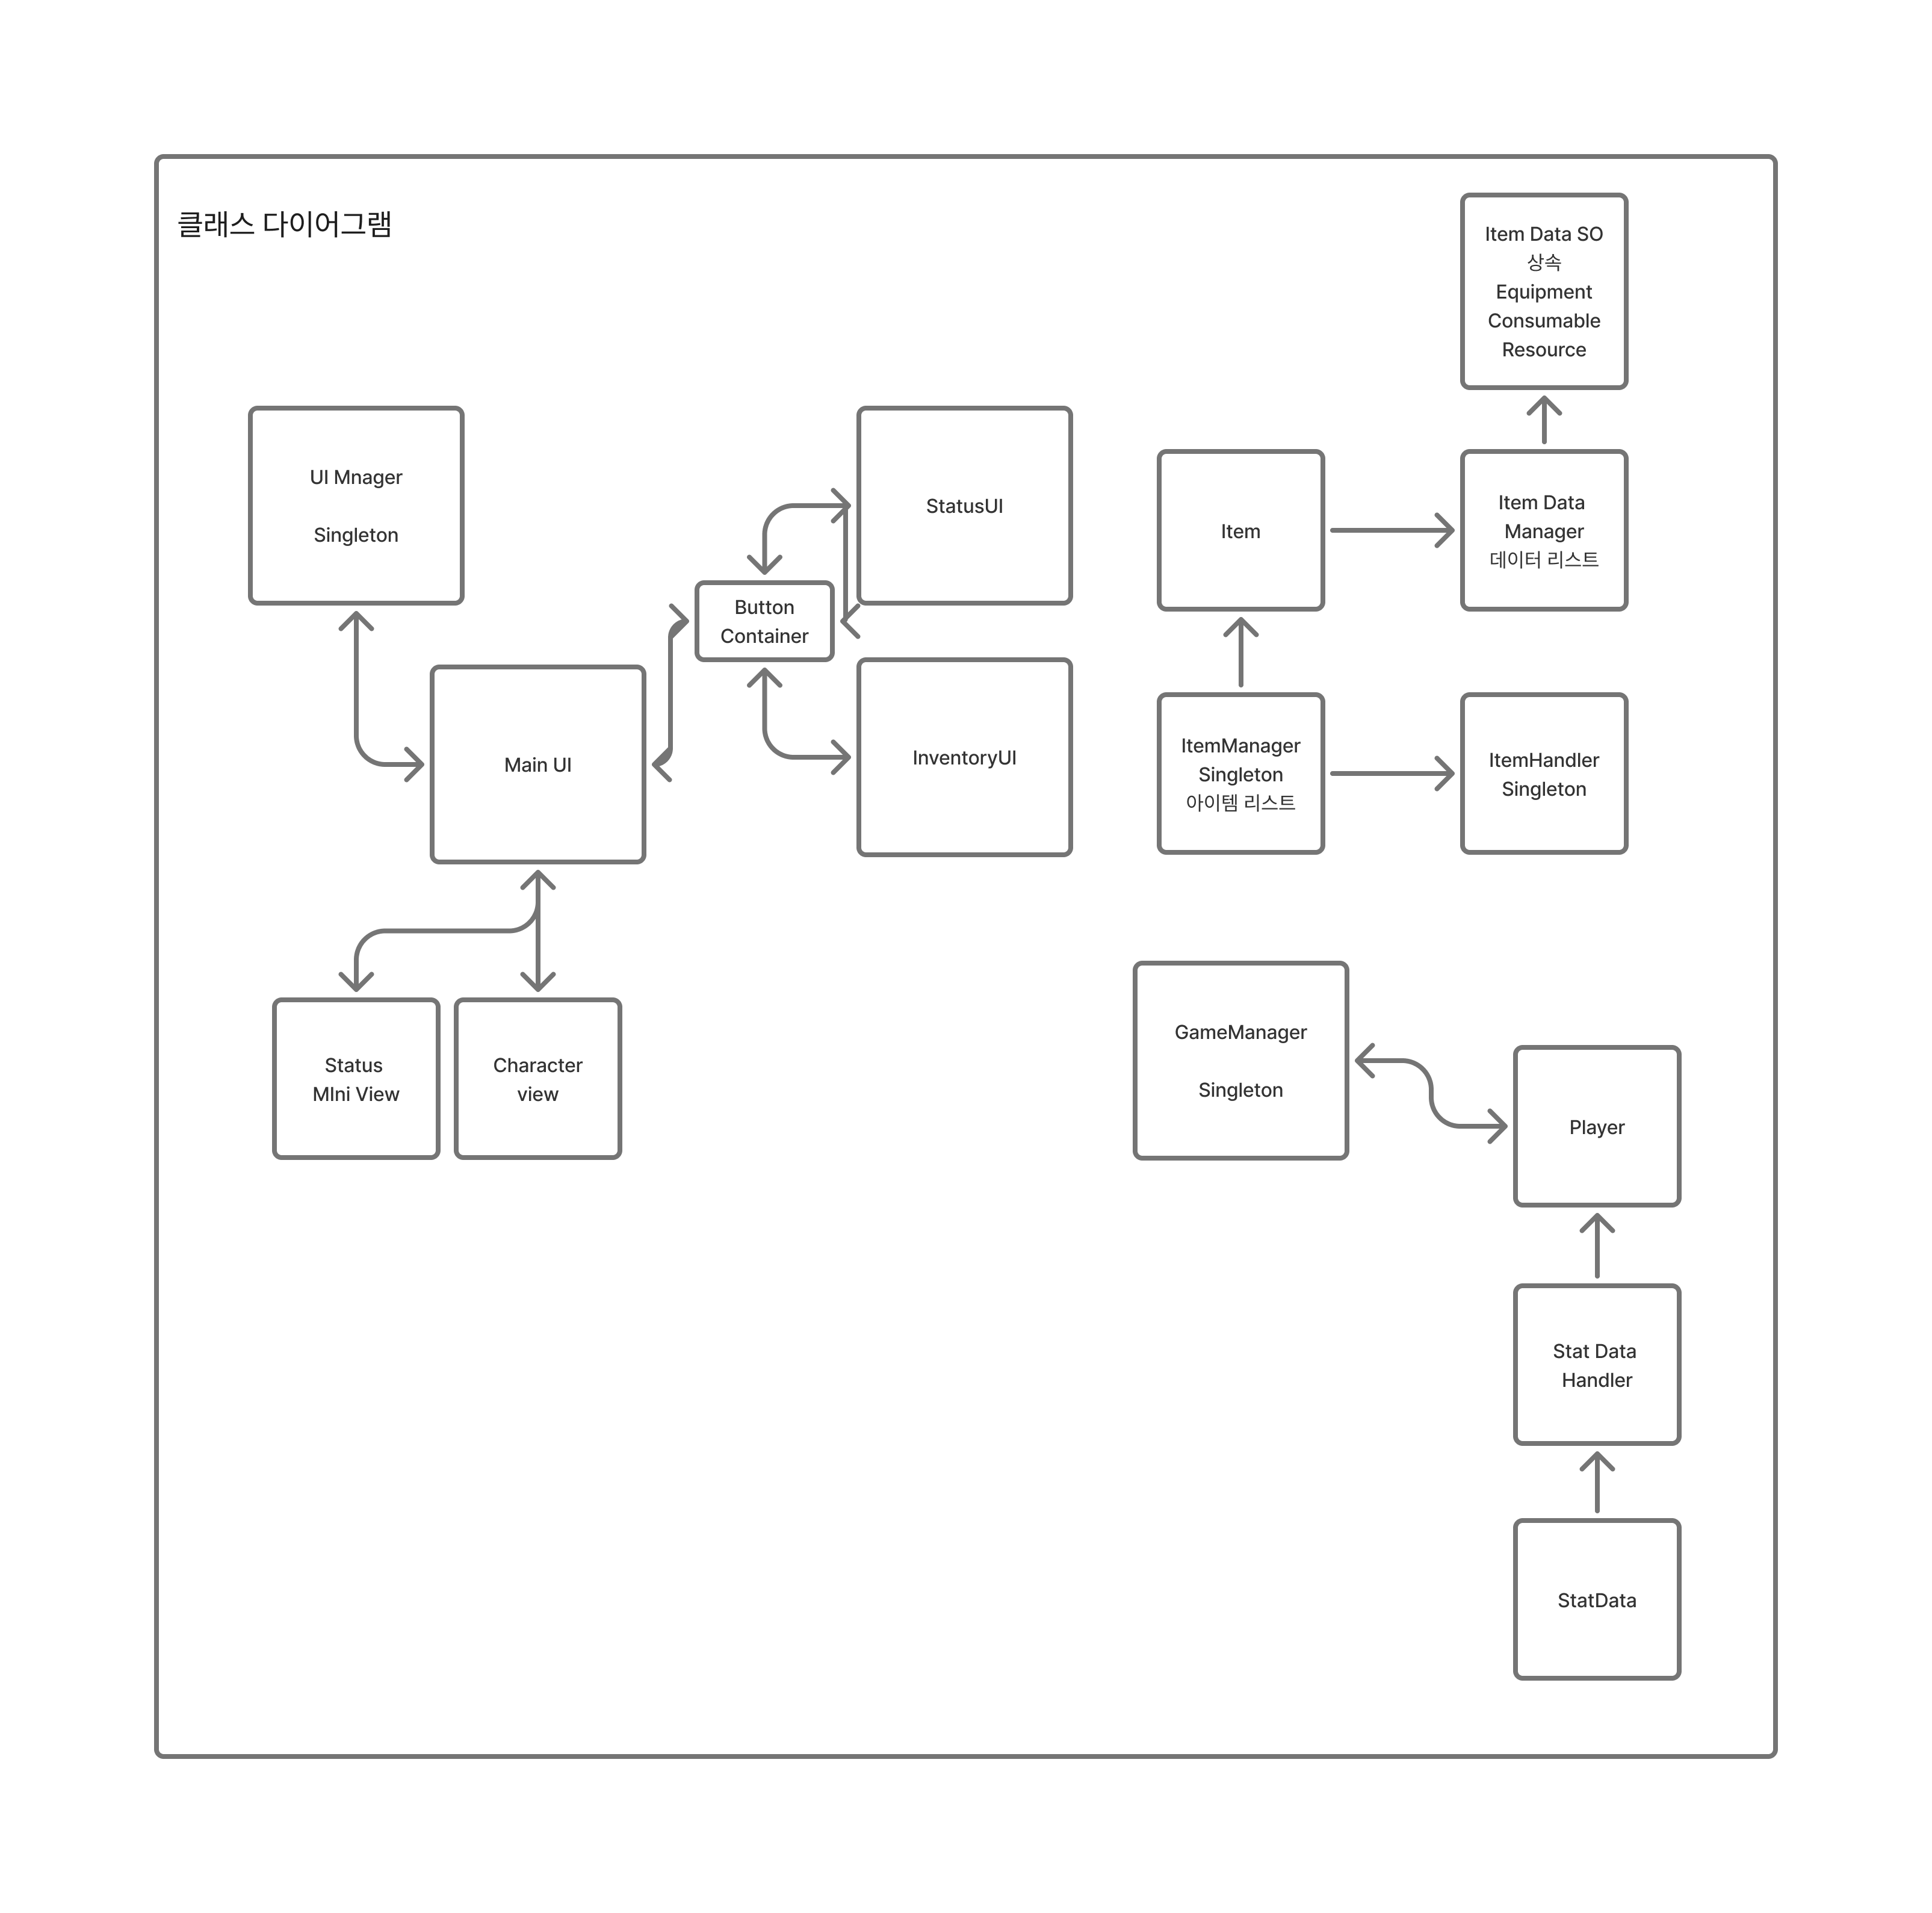 클래스 다이어그램
Item Data SO
상속
Equipment
Consumable
Resource
UI Mnager
Singleton
StatusUI
Item
Item Data
Manager
데이터 리스트
Button
Container
Main UI
InventoryUI
ItemManager
Singleton
아이템 리스트
ItemHandler
Singleton
Status
MIni View
Character
view
GameManager
Singleton
Player
Stat Data
Handler
StatData